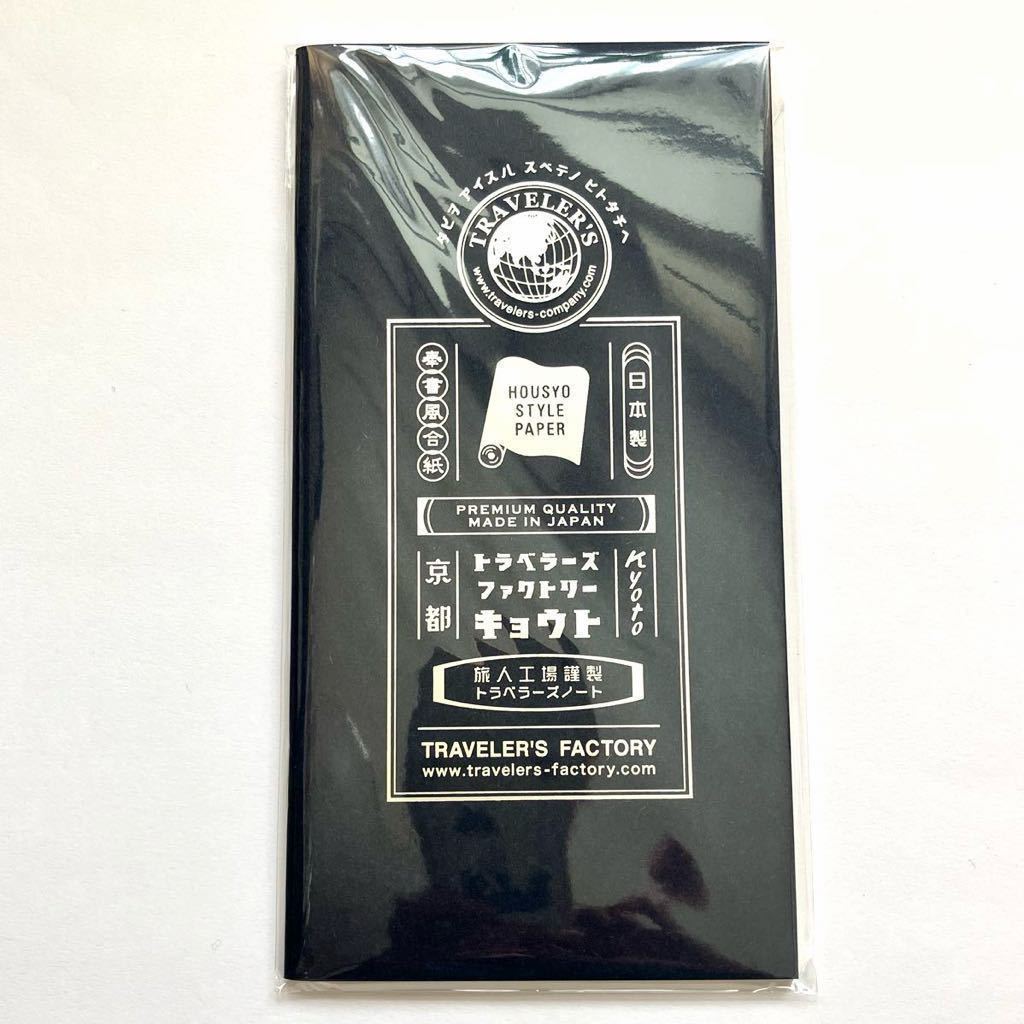 タビヲ アイスル スベテノ ヒトタチへ
TRAVELER'S
www.travelers-company.com
奉書風合紙
HOUSYO
STYLE
PAPER
日本製
PREMIUM QUALITY
MADE IN JAPAN
京都
トラベラーズ
ファクトリー
キョウト
Kyoto
旅人工場謹製
トラベラーズノート
TRAVELER'S FACTORY
www.travelers-factory.com